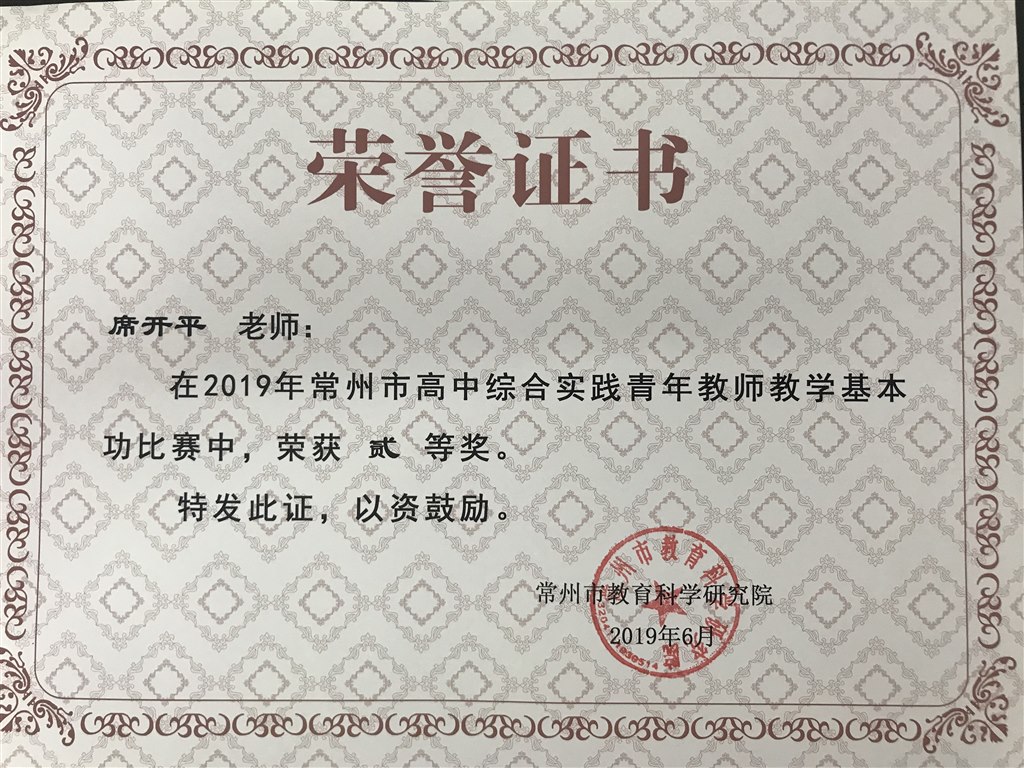 荣誉证书
席开平 老师：
在2019年常州市高中综合实践青年教师教学基本
功比赛中，荣获 贰 等奖。
特发此证，以资鼓励。
常州市教育科学研究院
2019年6月